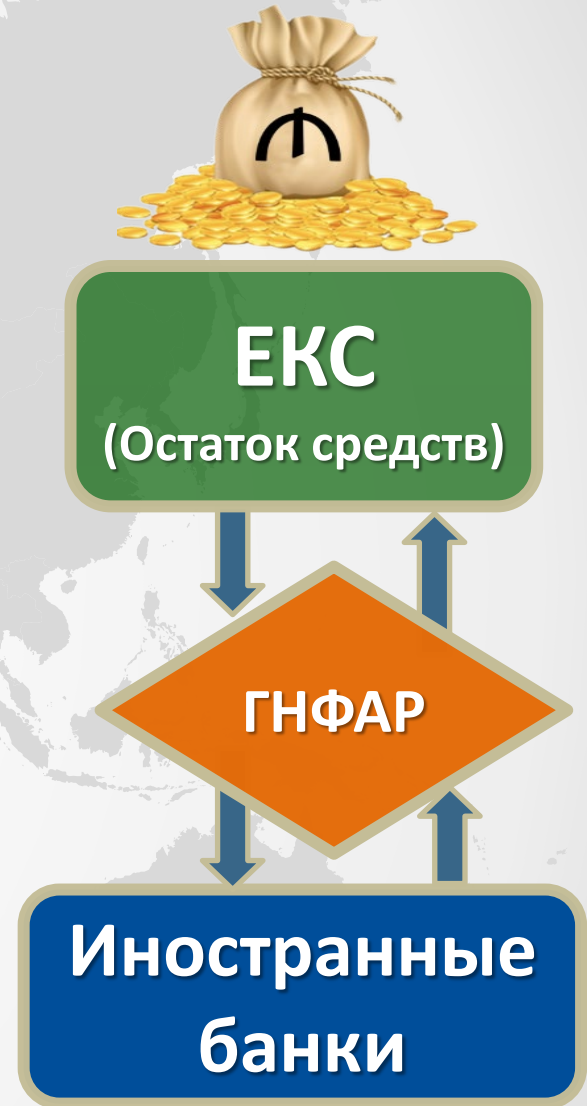 ₼
ЕКС
(Остаток средств)
ГНФАР
Иностранные
банки